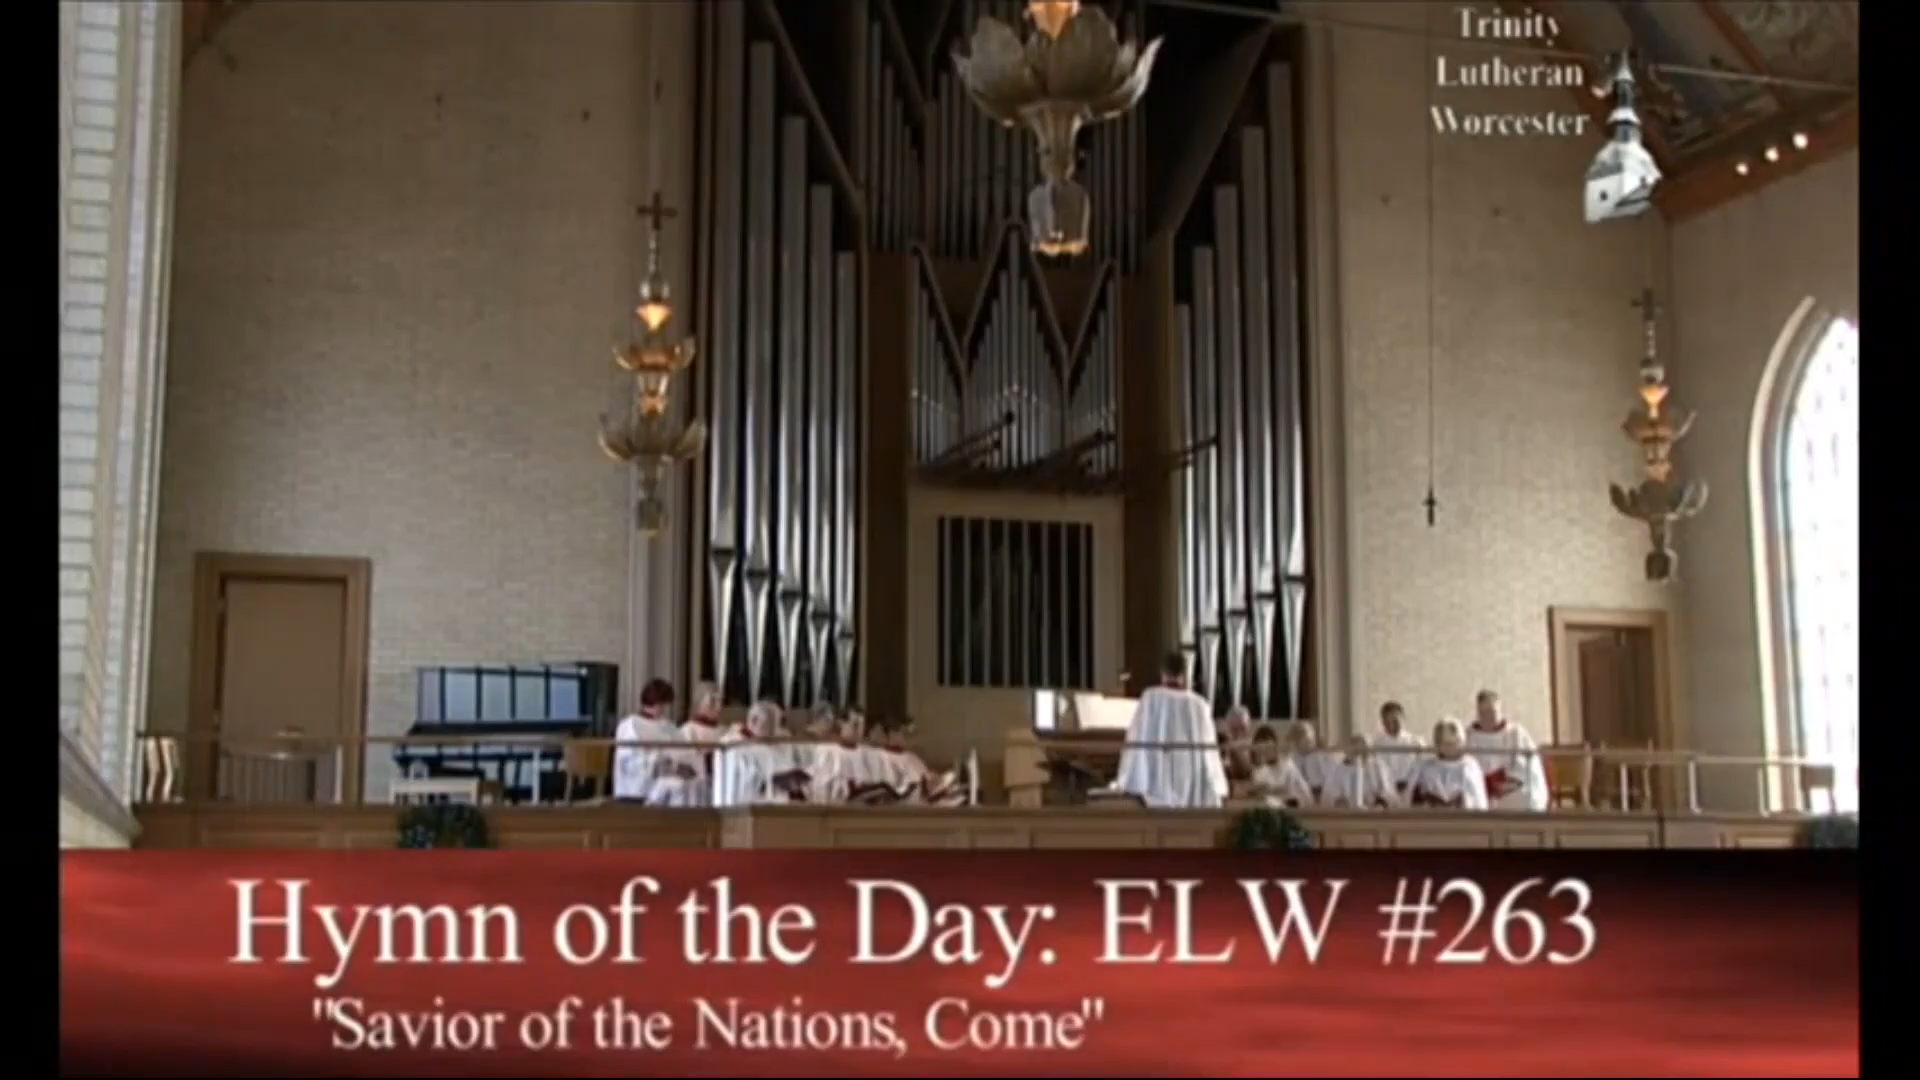 Trinity
Lutheran
Worcester
Hymn of the Day: ELW #263
"Savior of the Nations, Come"